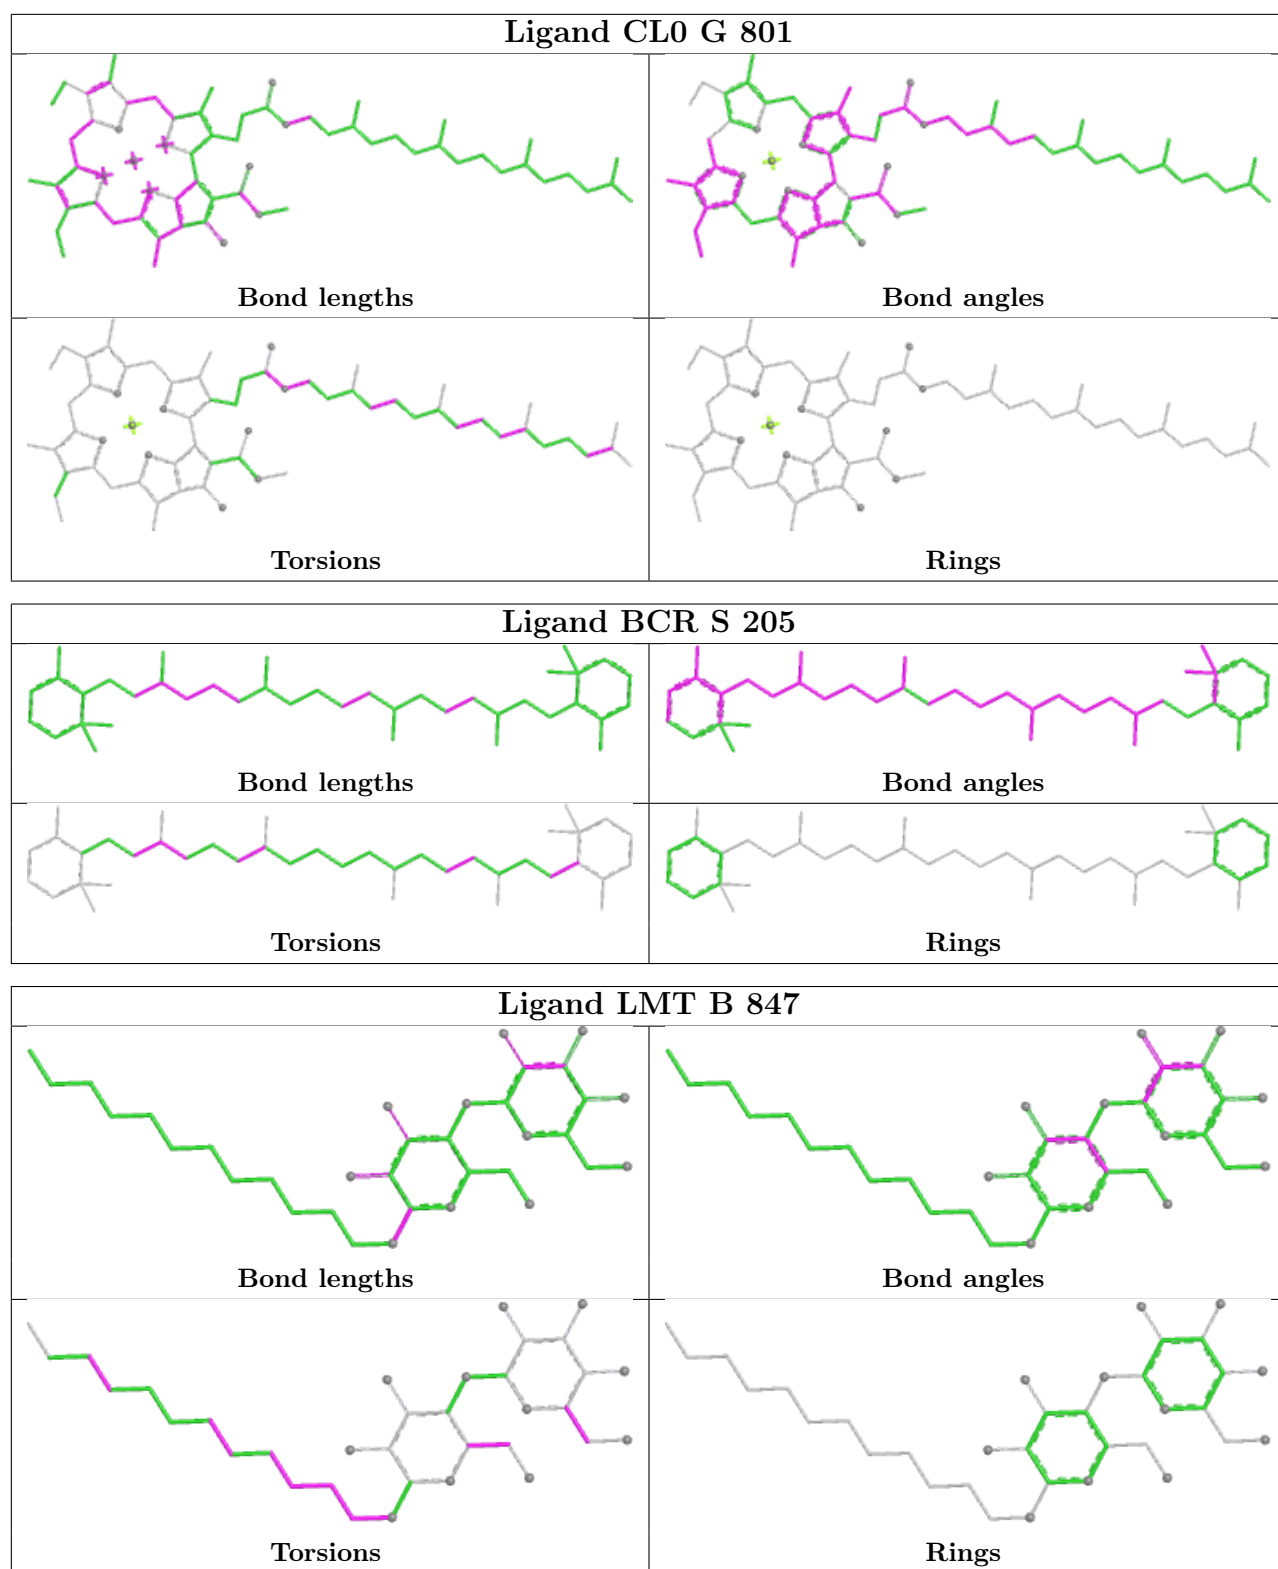 Ligand CL0 G 801
Bond lengths
Bond angles
Torsions
Rings
Ligand BCR S 205
Bond lengths
Bond angles
Torsions
Rings
Ligand LMT B 847
Bond lengths
Bond angles
Torsions
Rings